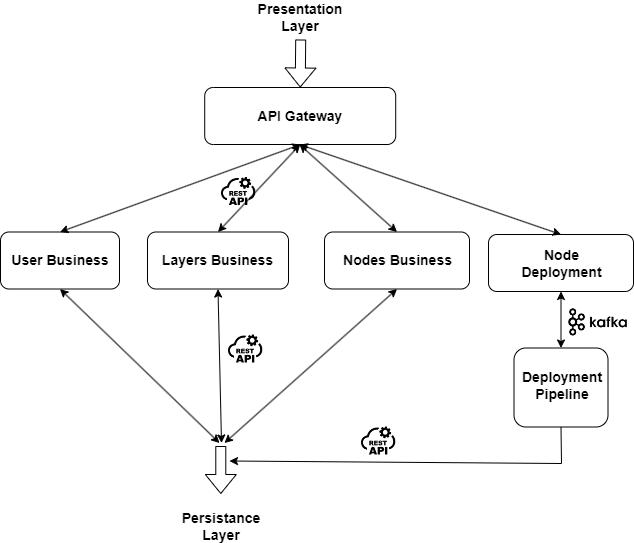 Presentation
Layer
API Gateway
REST
API
User Business
Layers Business
Nodes Business
Node
Deployment
kafka
REST
API
Deployment
Pipeline
REST
API
Persistance
Layer